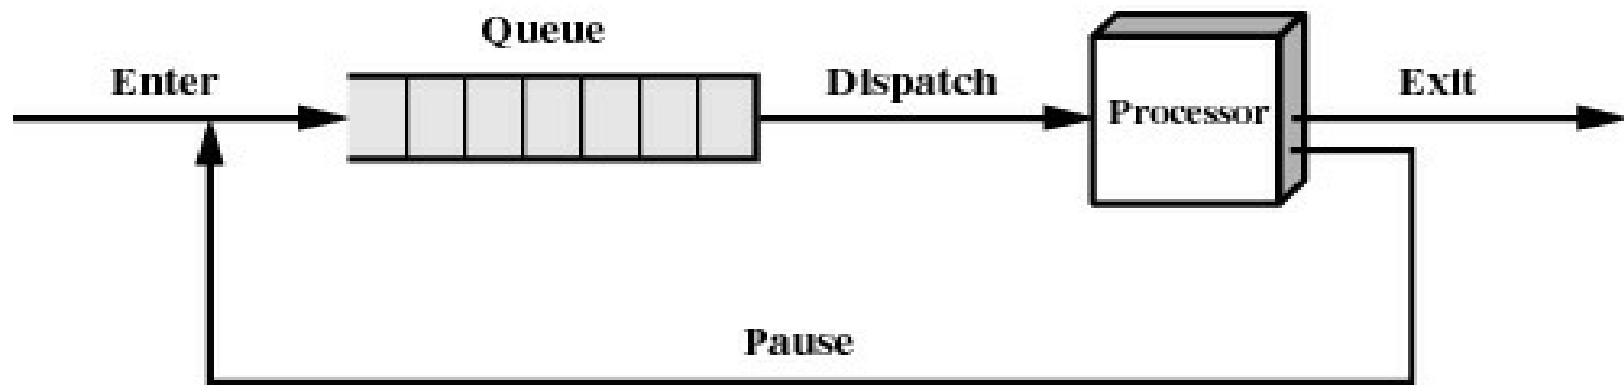 Queue
Enter
Dispatch
Processor
Exit
Pause